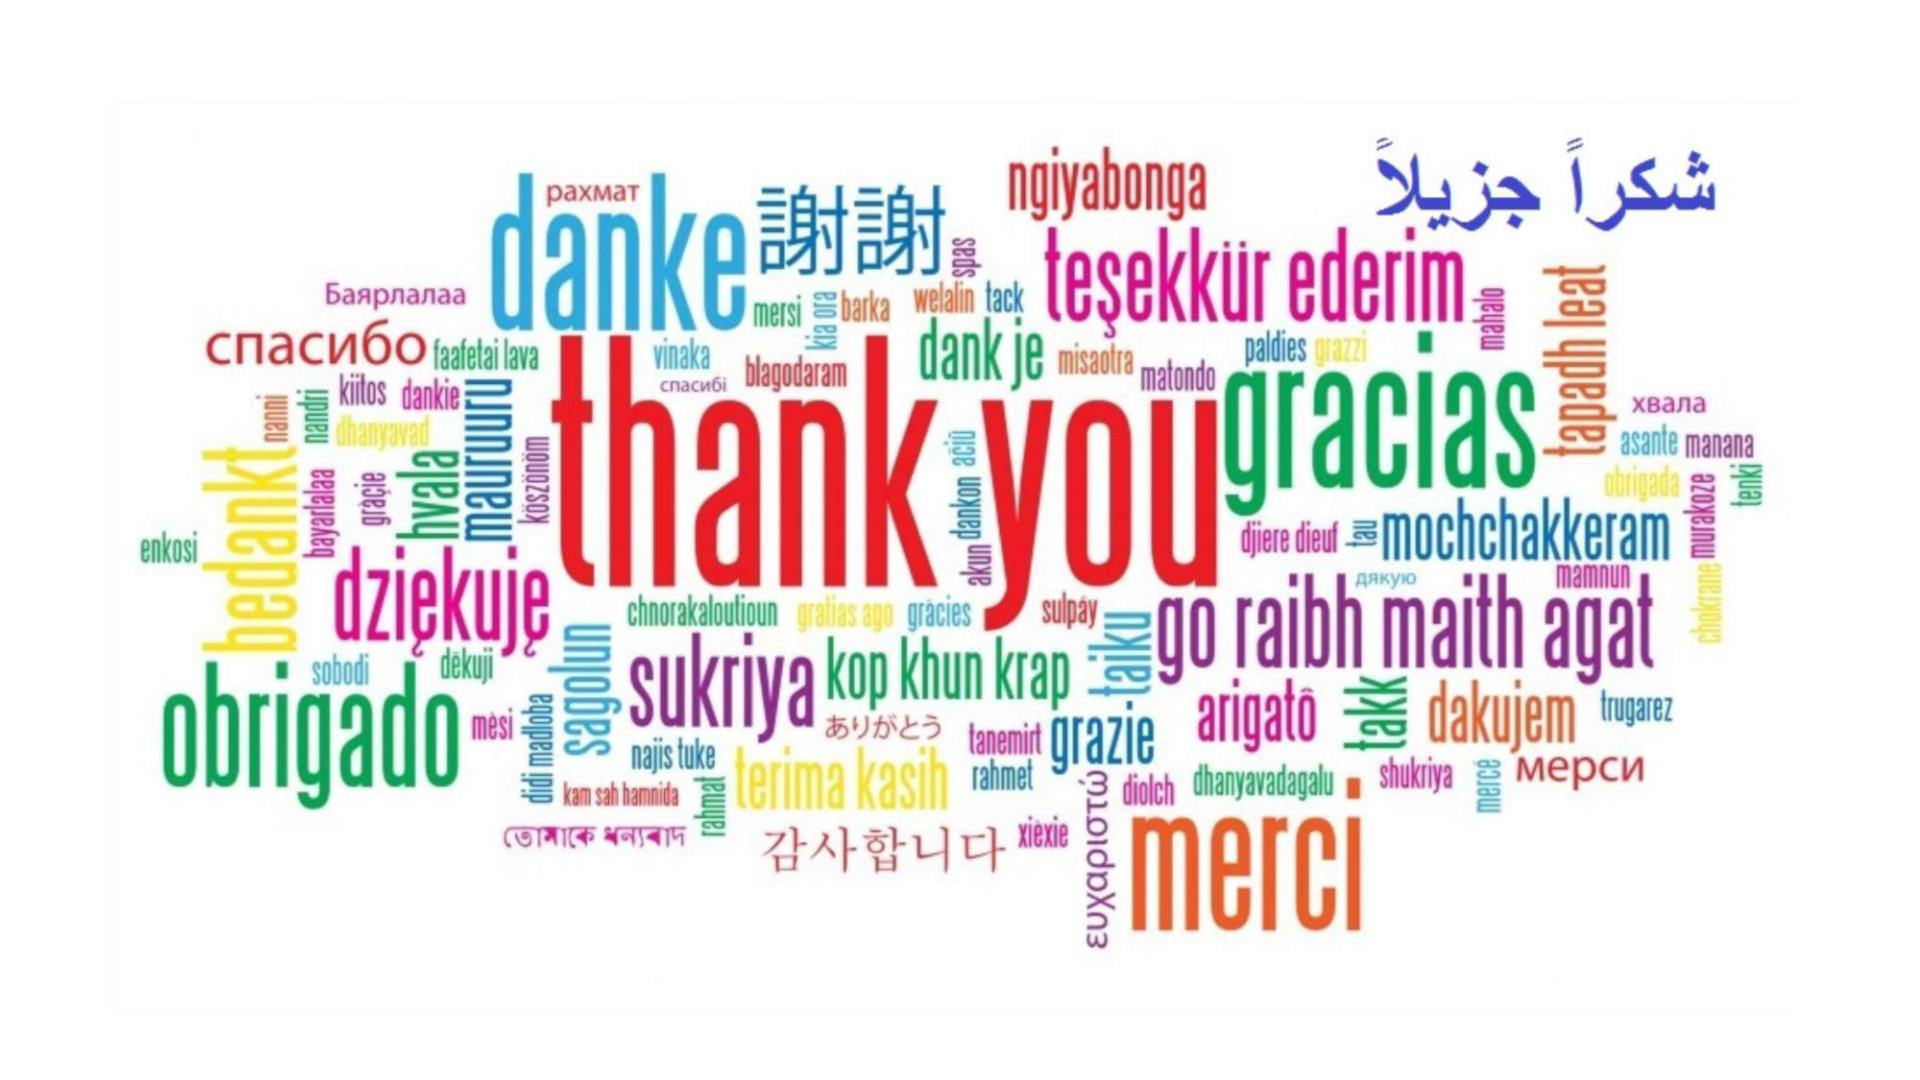 ngiyabonga
شكراً جزيلاً
рахмат
danke
謝謝
teşekkür ederim
spas
Баярлалаа
mersi
kia ora
barka
welalin
tack
mahalo
tapadh leat
спасибо
faafetai lava
vinaka
спасибі
blagodaram
dank je
misaotra
matondo
paldies
grazzi
thank you
gracias
nanni
nandri
kiitos
dankie
dhanyavad
mauruuru
хвала
asante
manana
bedankt
bayarlalaa
gràcie
hvala
köszönöm
dankon
ačiū
akun
obrigada
murakoze
tenki
enkosi
djiere dieuf
tau
mochchakkeram
dziękuję
дякую
mamnun
chokrane
chnorakaloutioun
gratias ago
gràcies
sulpáy
taiku
go raibh maith agat
sobodi
děkuji
sagolun
sukriya
kop khun krap
obrigado
mèsi
didi madloba
ありがとう
najis tuke
tanemirt
grazie
arigatô
takk
dakujem
trugarez
kam sah hamnida
rahmat
terima kasih
rahmet
diolch
dhanyavadagalu
shukriya
mercé
мерси
তোমাকে ধন্যবাদ
감사합니다
xièxie
ευχαριστώ
merci